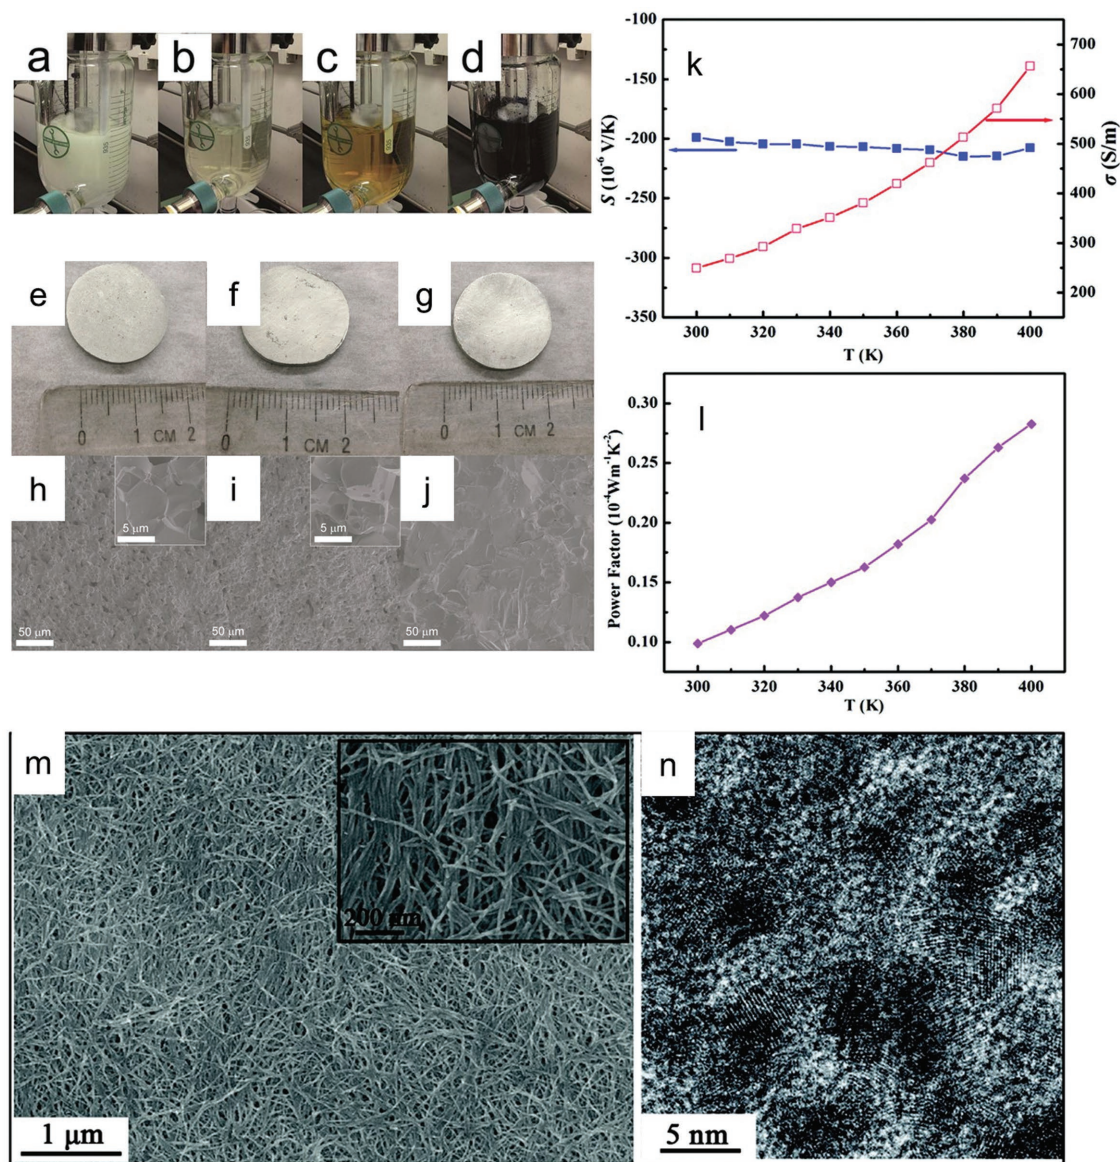 a b c d
e f g
0 1 CM 2
0 1 CM 2
0 1 CM 2
h i j
5 μm
5 μm
50 μm
50 μm
50 μm
k
S (10⁻⁶ V/K)
-100
-150
-200
-250
-300
-350
σ (S/m)
700
600
500
400
300
200
300 320 340 360 380 400
T (K)
l
Power Factor (10⁻⁴Wm⁻¹K⁻²)
0.30
0.25
0.20
0.15
0.10
300 320 340 360 380 400
T (K)
m
200 nm
1 μm
n
5 nm